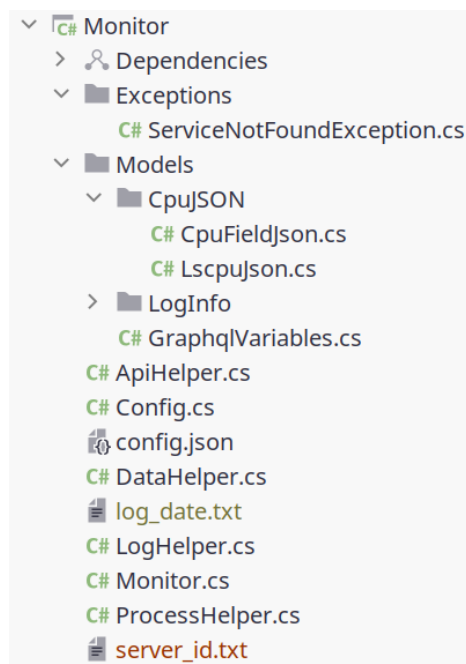 C# Monitor
Dependencies
Exceptions
C# ServiceNotFoundException.cs
Models
CpuJSON
C# CpuFieldJson.cs
C# LscpuJson.cs
LogInfo
C# GraphqlVariables.cs
C# ApiHelper.cs
C# Config.cs
config.json
C# DataHelper.cs
log_date.txt
C# LogHelper.cs
C# Monitor.cs
C# ProcessHelper.cs
server_id.txt